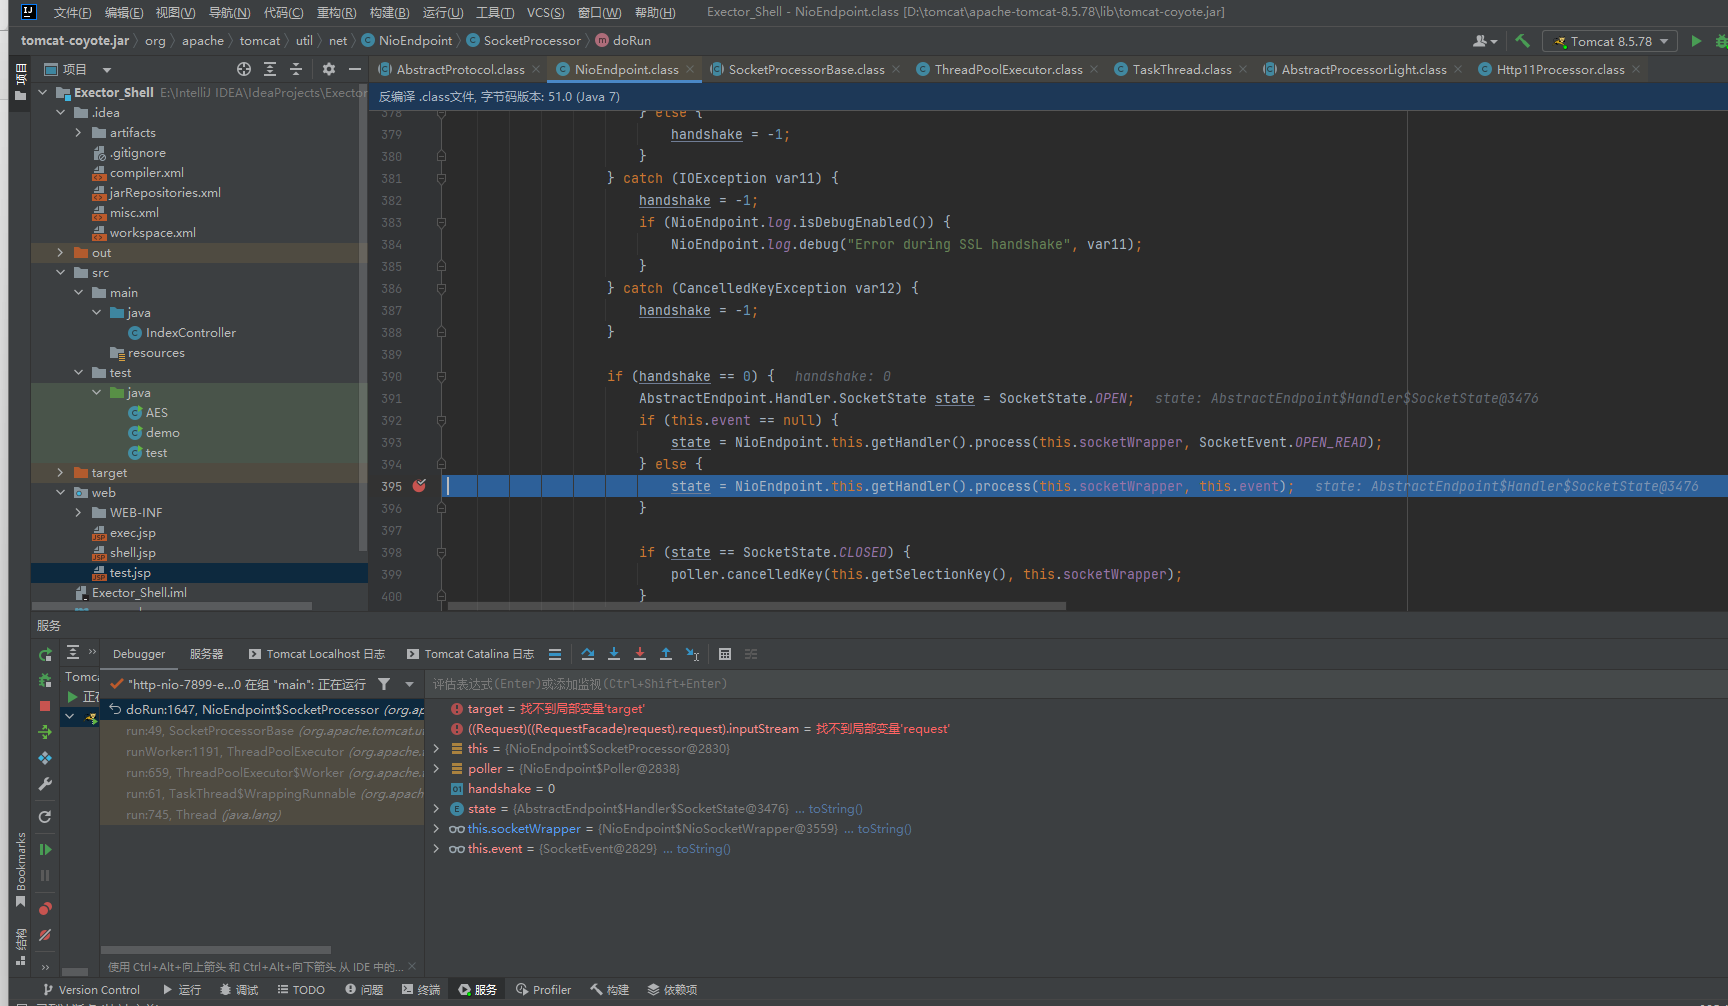 文件(F) 编辑(E) 视图(V) 导航(N) 代码(C) 重构(R) 构建(B) 运行(U) 工具(T) VCS(S) 窗口(W) 帮助(H) Exector_Shell - NioEndpoint.class [D:\tomcat\apache-tomcat-8.5.78\lib\tomcat-coyote.jar]
tomcat-coyote.jar org apache tomcat util net NioEndpoint SocketProcessor doRun Tomcat 8.5.78
项目 项目 AbstractProtocol.class NioEndpoint.class SocketProcessorBase.class ThreadPoolExecutor.class TaskThread.class AbstractProcessorLight.class Http11Processor.class
反编译 .class文件, 字节码版本: 51.0 (Java 7)
Exector_Shell E:\IntelliJ IDEA\IdeaProjects\Exector
.idea
artifacts
.gitignore
compiler.xml
jarRepositories.xml
misc.xml
workspace.xml
out
src
main
java
IndexController
resources
test
java
AES
demo
test
target
web
WEB-INF
exec.jsp
shell.jsp
test.jsp
Exector_Shell.iml
378 } else {
379 handshake = -1;
380 }
381 } catch (IOException var11) {
382 handshake = -1;
383 if (NioEndpoint.log.isDebugEnabled()) {
384 NioEndpoint.log.debug("Error during SSL handshake", var11);
385 }
386 } catch (CancelledKeyException var12) {
387 handshake = -1;
388 }
389
390 if (handshake == 0) { handshake: 0
391 AbstractEndpoint.Handler.SocketState state = SocketState.OPEN; state: AbstractEndpoint$Handler$SocketState@3476
392 if (this.event == null) {
393 state = NioEndpoint.this.getHandler().process(this.socketWrapper, SocketEvent.OPEN_READ);
394 } else {
395 state = NioEndpoint.this.getHandler().process(this.socketWrapper, this.event); state: AbstractEndpoint$Handler$SocketState@3476
396 }
397
398 if (state == SocketState.CLOSED) {
399 poller.cancelledKey(this.getSelectionKey(), this.socketWrapper);
400 }
服务
Debugger 服务器 Tomcat Localhost 日志 Tomcat Catalina 日志
Tomc
正在
"http-nio-7899-e...0 在组 "main": 正在运行
doRun:1647, NioEndpoint$SocketProcessor (org.ap
run:49, SocketProcessorBase (org.apache.tomcat.ut
runWorker:1191, ThreadPoolExecutor (org.apache.t
run:659, ThreadPoolExecutor$Worker (org.apache.t
run:61, TaskThread$WrappingRunnable (org.apach
run:745, Thread (java.lang)
使用 Ctrl+Alt+向上箭头 和 Ctrl+Alt+向下箭头 从 IDE 中的...
评估表达式(Enter)或添加监视(Ctrl+Shift+Enter)
target = 找不到局部变量'target'
((Request)((RequestFacade)request).request).inputStream = 找不到局部变量'request'
this = {NioEndpoint$SocketProcessor@2830}
poller = {NioEndpoint$Poller@2838}
handshake = 0
state = {AbstractEndpoint$Handler$SocketState@3476} ... toString()
this.socketWrapper = {NioEndpoint$NioSocketWrapper@3559} ... toString()
this.event = {SocketEvent@2829} ... toString()
Bookmarks
结构
Version Control 运行 调试 TODO 问题 终端 服务 Profiler 构建 依赖项